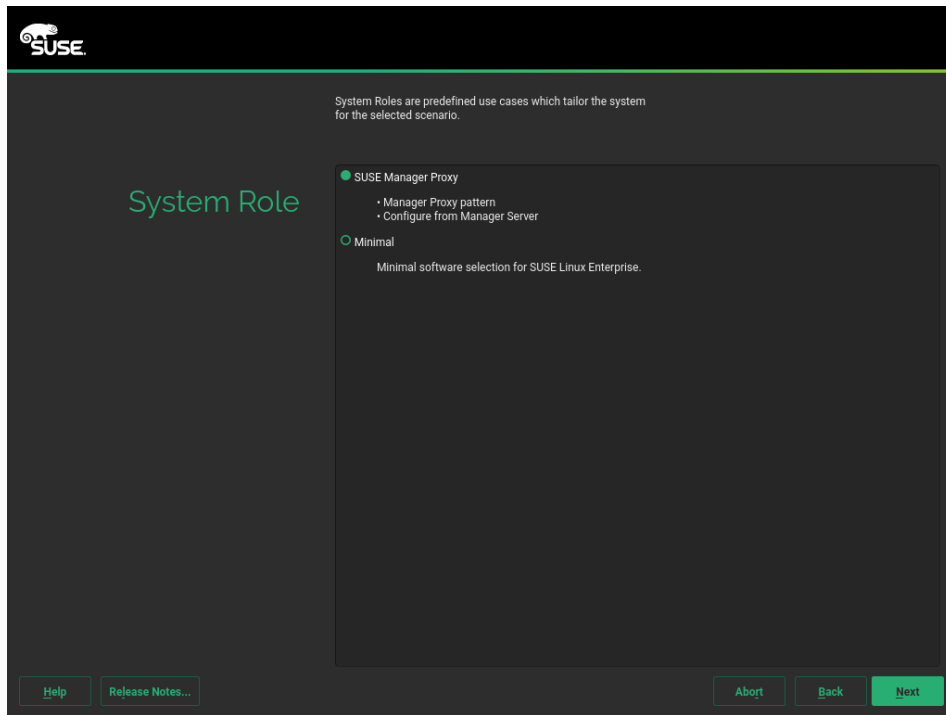 SUSE.
System Roles are predefined use cases which tailor the system
for the selected scenario.
System Role
SUSE Manager Proxy
• Manager Proxy pattern
• Configure from Manager Server
Minimal
Minimal software selection for SUSE Linux Enterprise.
Help
Release Notes...
Abort
Back
Next